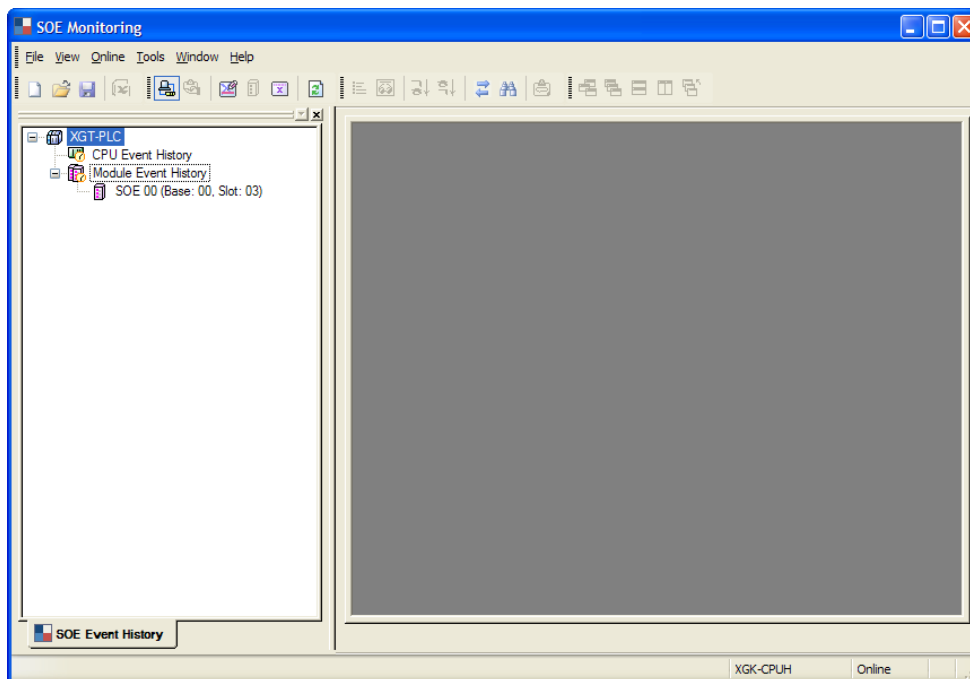 SOE Monitoring
File View Online Tools Window Help
XGT-PLC
CPU Event History
Module Event History
SOE 00 (Base: 00, Slot: 03)
SOE Event History
XGK-CPUH Online